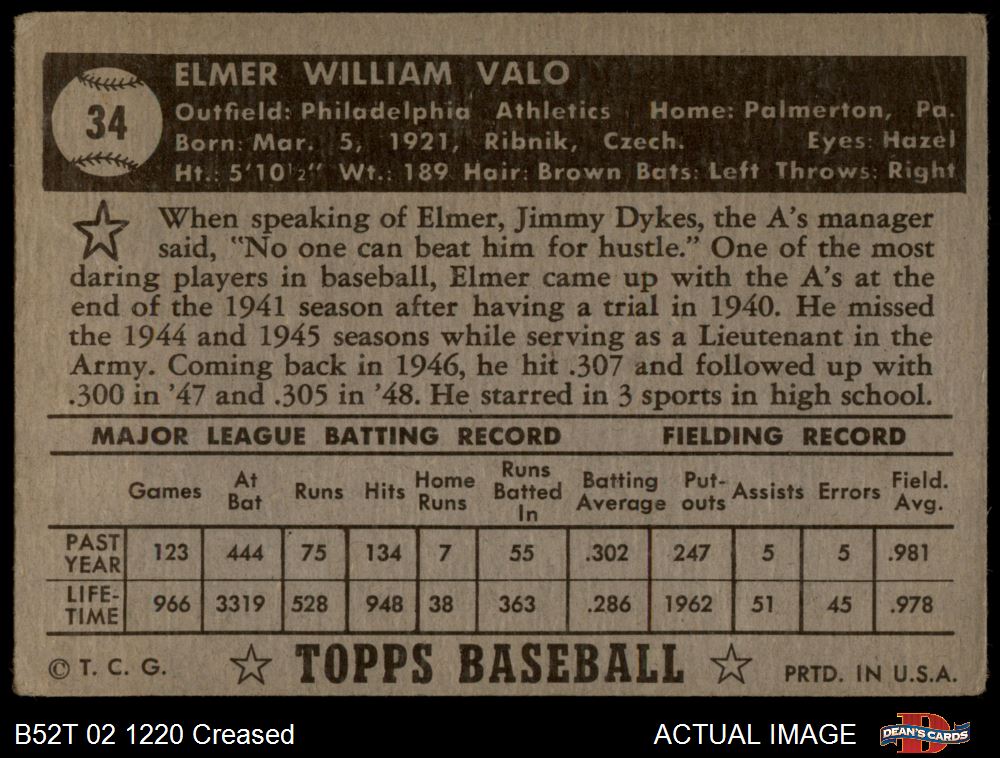 34
ELMER WILLIAM VALO
Outfield: Philadelphia Athletics Home: Palmerton, Pa.
Born: Mar. 5, 1921, Ribnik, Czech. Eyes: Hazel
Ht.: 5'10½" Wt.: 189 Hair: Brown Bats: Left Throws: Right
When speaking of Elmer, Jimmy Dykes, the A's manager
said, "No one can beat him for hustle." One of the most
daring players in baseball, Elmer came up with the A's at the
end of the 1941 season after having a trial in 1940. He missed
the 1944 and 1945 seasons while serving as a Lieutenant in the
Army. Coming back in 1946, he hit .307 and followed up with
.300 in '47 and .305 in '48. He starred in 3 sports in high school.
MAJOR LEAGUE BATTING RECORD FIELDING RECORD
Games At Bat Runs Hits Home Runs Runs Batted In Batting Average Put-outs Assists Errors Field. Avg.
PAST YEAR 123 444 75 134 7 55 .302 247 5 5 .981
LIFE-TIME 966 3319 528 948 38 363 .286 1962 51 45 .978
© T. C. G. TOPPS BASEBALL PRTD. IN U.S.A.
B52T 02 1220 Creased ACTUAL IMAGE D DEAN'S CARDS